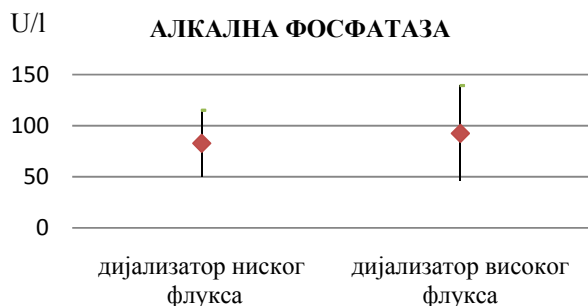 U/l
АЛКАЛНА ФОСФАТАЗА
150
100
50
0
дијализатор ниског
флукса
дијализатор високог
флукса